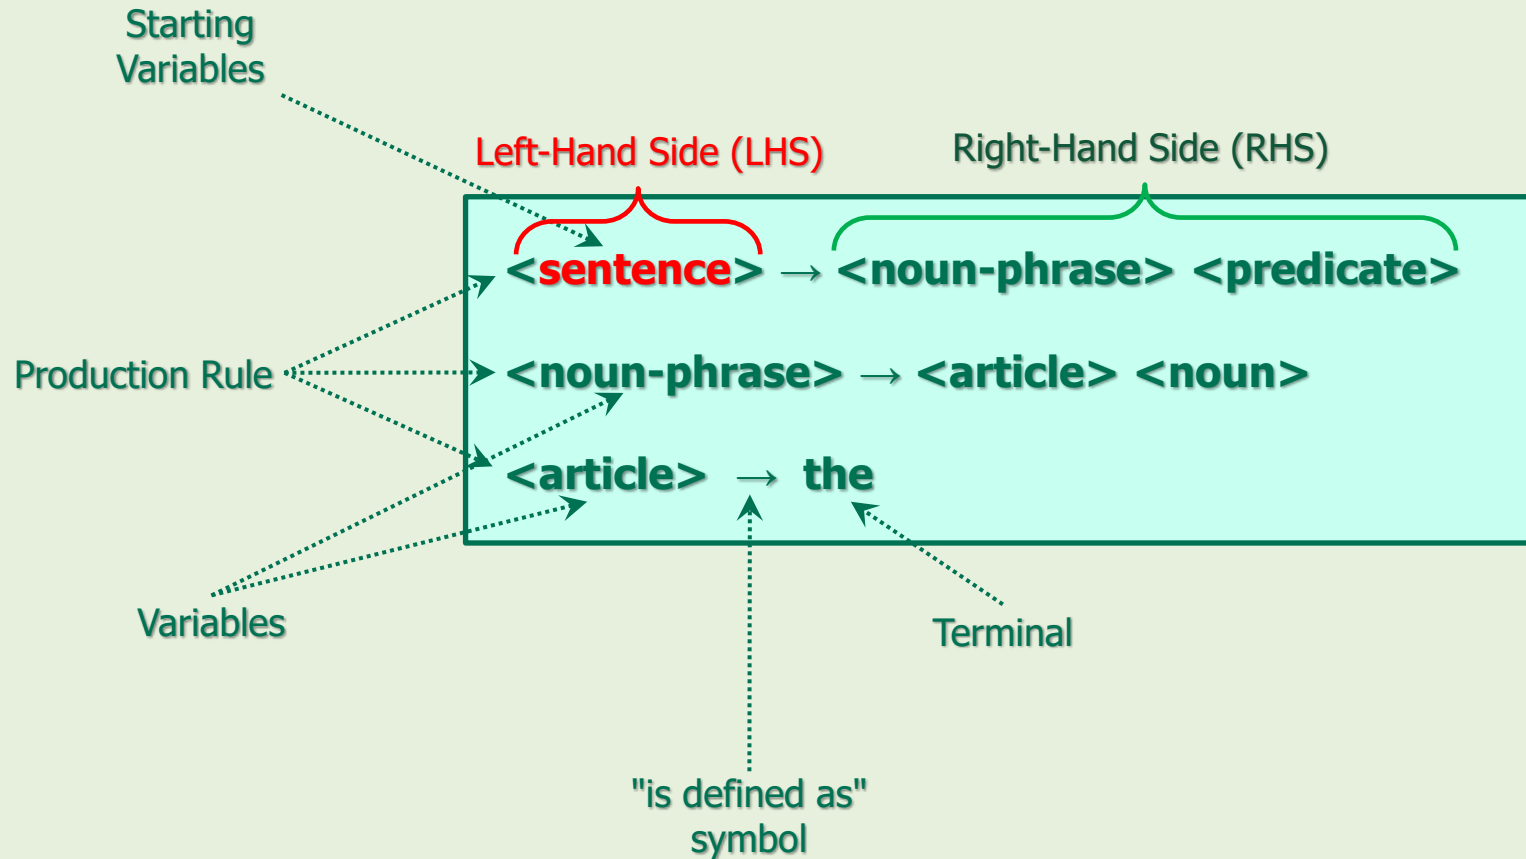 Starting
Variables
Left-Hand Side (LHS)
Right-Hand Side (RHS)
<sentence> → <noun-phrase> <predicate>
Production Rule
<noun-phrase> → <article> <noun>
<article> → the
Variables
Terminal
"is defined as"
symbol